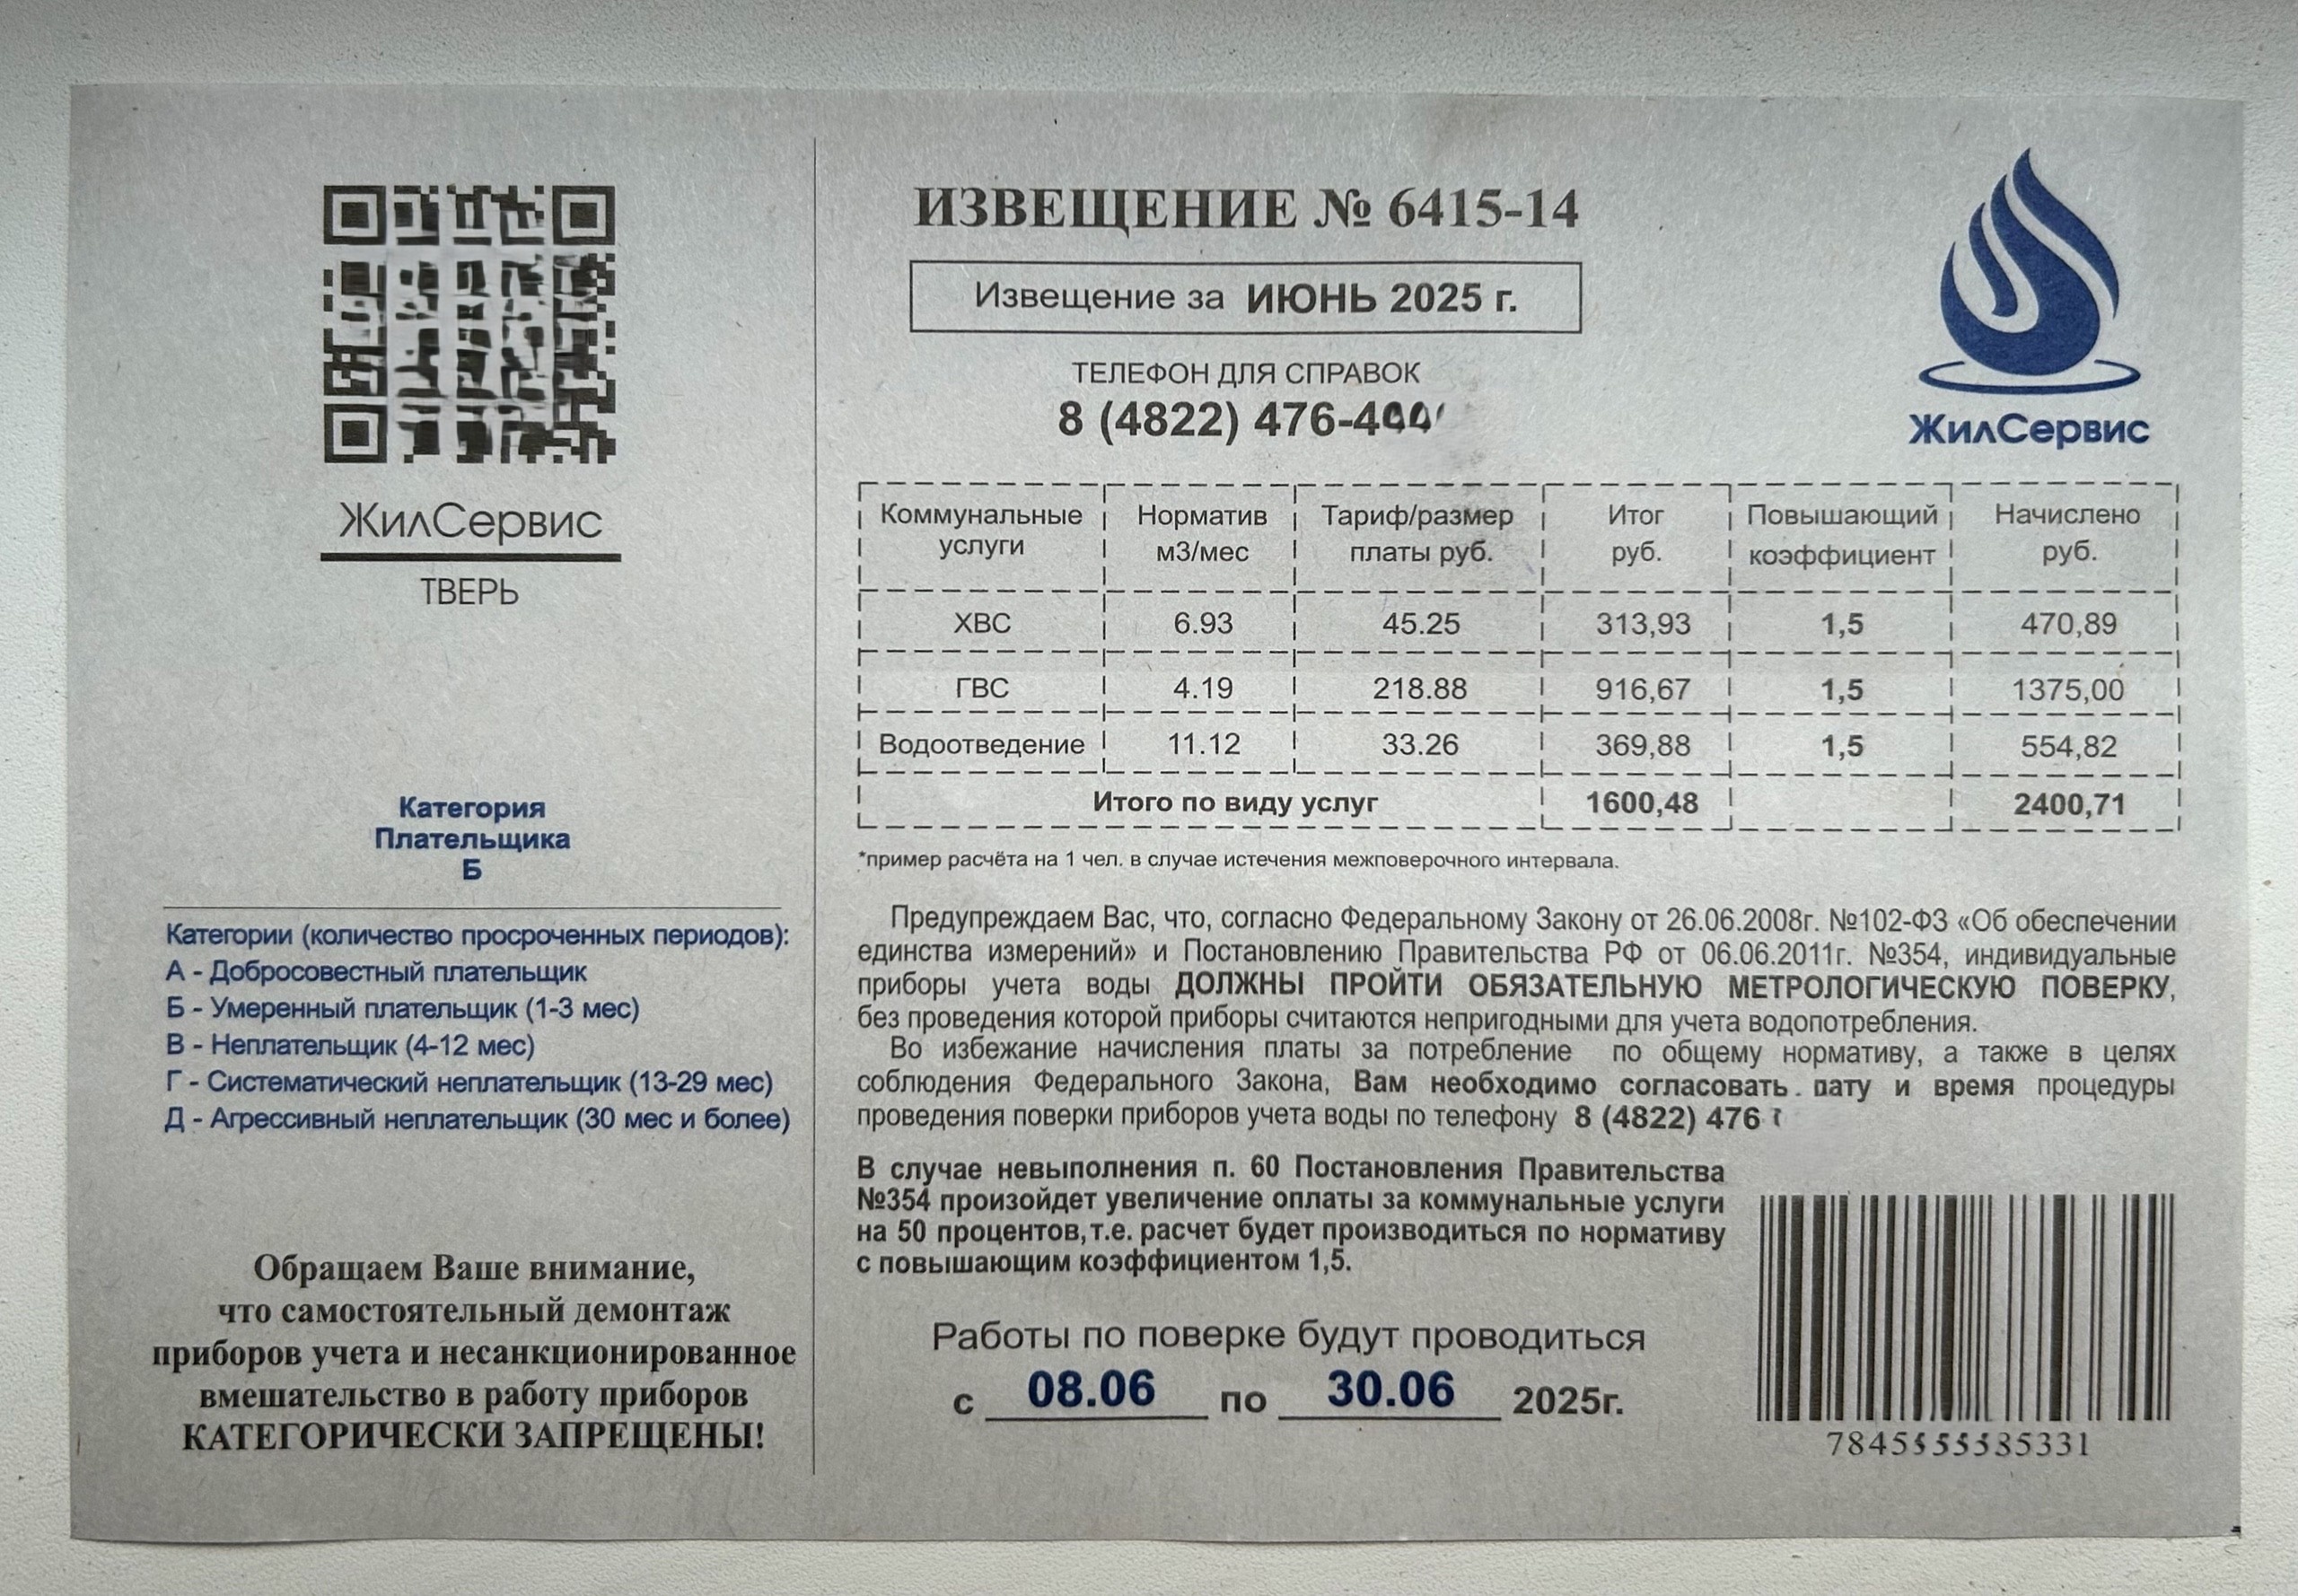 ЖилСервис
ТВЕРЬ
Категория
Плательщика
Б
Категории (количество просроченных периодов):
А - Добросовестный плательщик
Б - Умеренный плательщик (1-3 мес)
В - Неплательщик (4-12 мес)
Г - Систематический неплательщик (13-29 мес)
Д - Агрессивный неплательщик (30 мес и более)
Обращаем Ваше внимание,
что самостоятельный демонтаж
приборов учета и несанкционированное
вмешательство в работу приборов
КАТЕГОРИЧЕСКИ ЗАПРЕЩЕНЫ!
ИЗВЕЩЕНИЕ № 6415-14
Извещение за ИЮНЬ 2025 г.
ТЕЛЕФОН ДЛЯ СПРАВОК
8 (4822)
ЖилСервис
Коммунальные услуги Норматив м3/мес Тариф/размер платы руб. Итог руб. Повышающий коэффициент Начислено руб.
ХВС 6.93 45.25 313,93 1,5 470,89
ГВС 4.19 218.88 916,67 1,5 1375,00
Водоотведение 11.12 33.26 369,88 1,5 554,82
Итого по виду услуг 1600,48 2400,71
*пример расчёта на 1 чел. в случае истечения межповерочного интервала.
Предупреждаем Вас, что, согласно Федеральному Закону от 26.06.2008г. №102-ФЗ «Об обеспечении
единства измерений» и Постановлению Правительства РФ от 06.06.2011г. №354, индивидуальные
приборы учета воды ДОЛЖНЫ ПРОЙТИ ОБЯЗАТЕЛЬНУЮ МЕТРОЛОГИЧЕСКУЮ ПОВЕРКУ,
без проведения которой приборы считаются непригодными для учета водопотребления.
Во избежание начисления платы за потребление по общему нормативу, а также в целях
соблюдения Федерального Закона, Вам необходимо согласовать дату и время процедуры
проведения поверки приборов учета воды по телефону 8 (4822) 476
В случае невыполнения п. 60 Постановления Правительства
№354 произойдет увеличение оплаты за коммунальные услуги
на 50 процентов,т.е. расчет будет производиться по нормативу
с повышающим коэффициентом 1,5.
Работы по поверке будут проводиться
с 08.06 по 30.06 2025г.